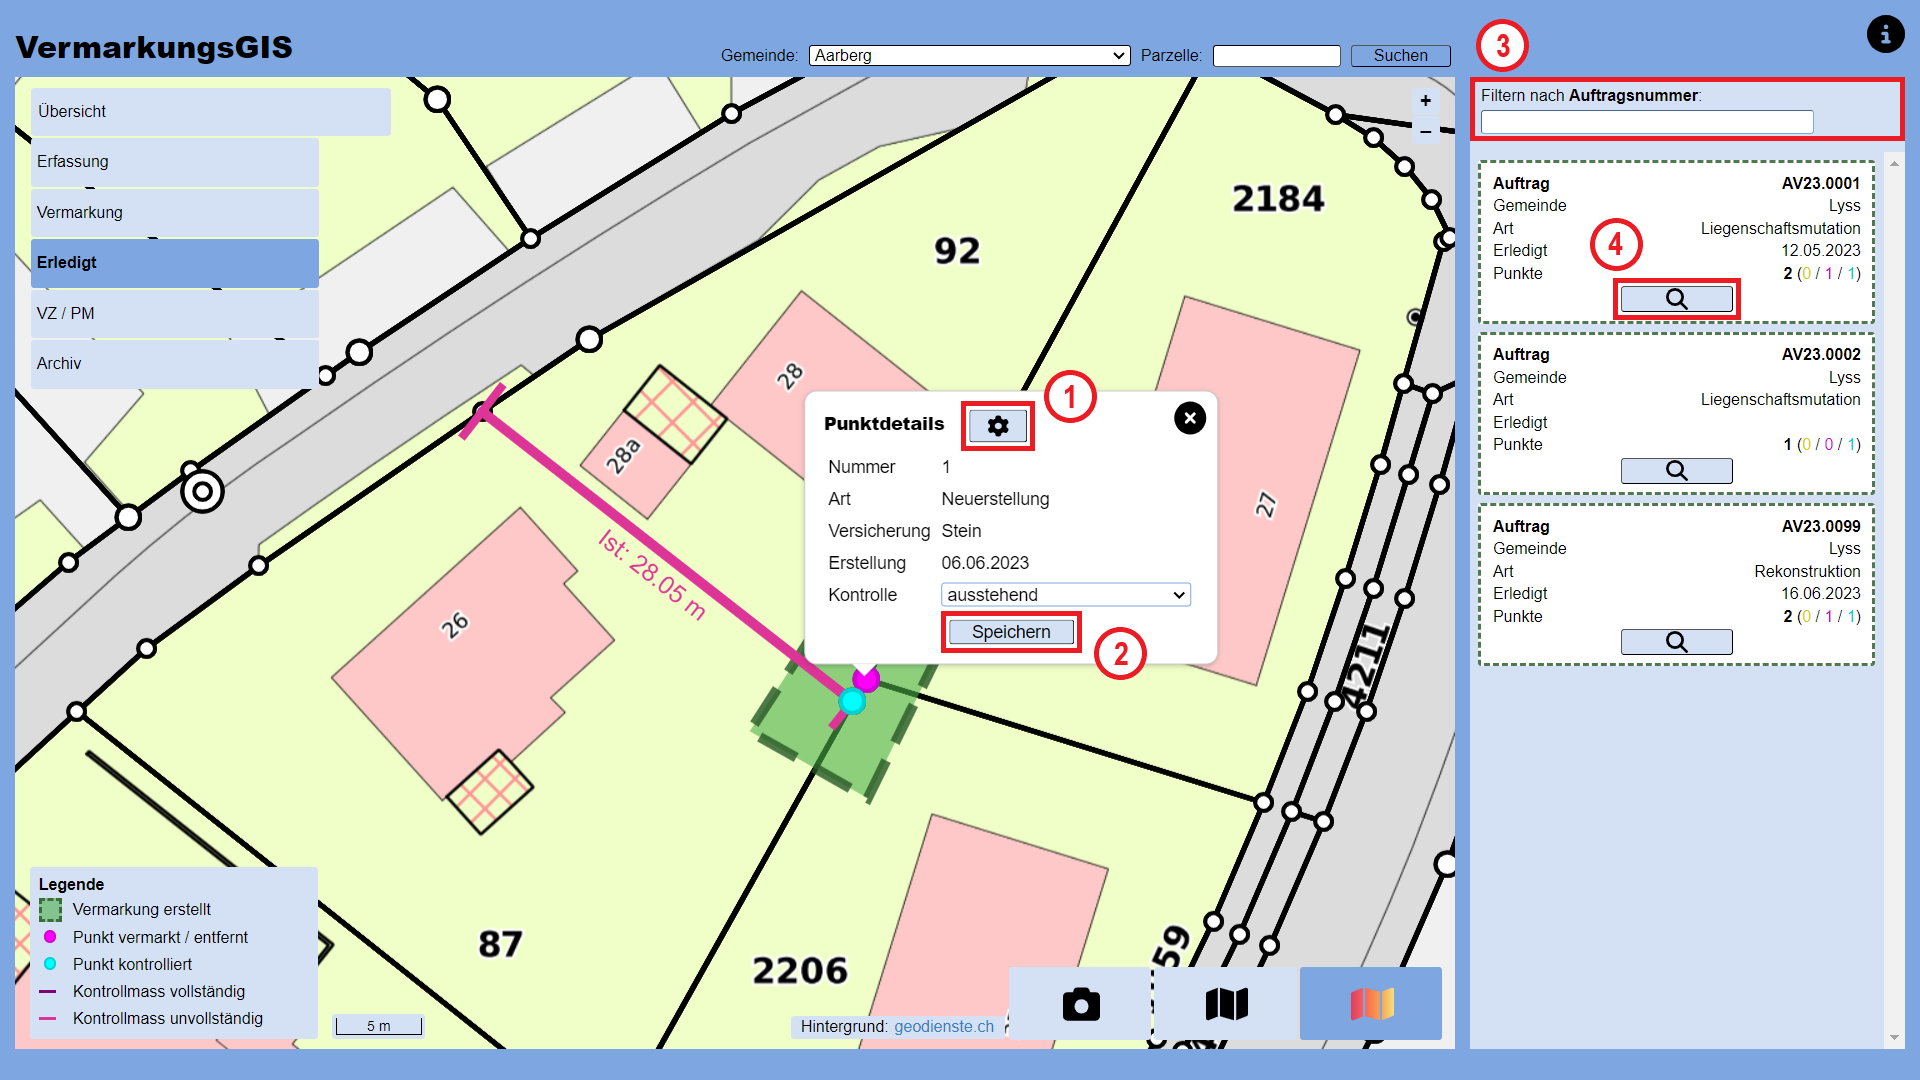 VermarkungsGIS
Gemeinde: Aarberg Parzelle: Suchen
Übersicht
Erfassung
Vermarkung
Erledigt
VZ / PM
Archiv
+
−
92
2184
28
28a
27
26
Ist: 28.05 m
4211
87
2206
59
1
Punktdetails
Nummer 1
Art Neuerstellung
Versicherung Stein
Erstellung 06.06.2023
Kontrolle ausstehend
Speichern
2
Legende
Vermarkung erstellt
Punkt vermarkt / entfernt
Punkt kontrolliert
Kontrollmass vollständig
Kontrollmass unvollständig
5 m
Hintergrund: geodienste.ch
3
i
Filtern nach Auftragsnummer:
Auftrag AV23.0001
Gemeinde Lyss
Art Liegenschaftsmutation
4
Erledigt 12.05.2023
Punkte 2 (0 / 1 / 1)
Auftrag AV23.0002
Gemeinde Lyss
Art Liegenschaftsmutation
Erledigt
Punkte 1 (0 / 0 / 1)
Auftrag AV23.0099
Gemeinde Lyss
Art Rekonstruktion
Erledigt 16.06.2023
Punkte 2 (0 / 1 / 1)